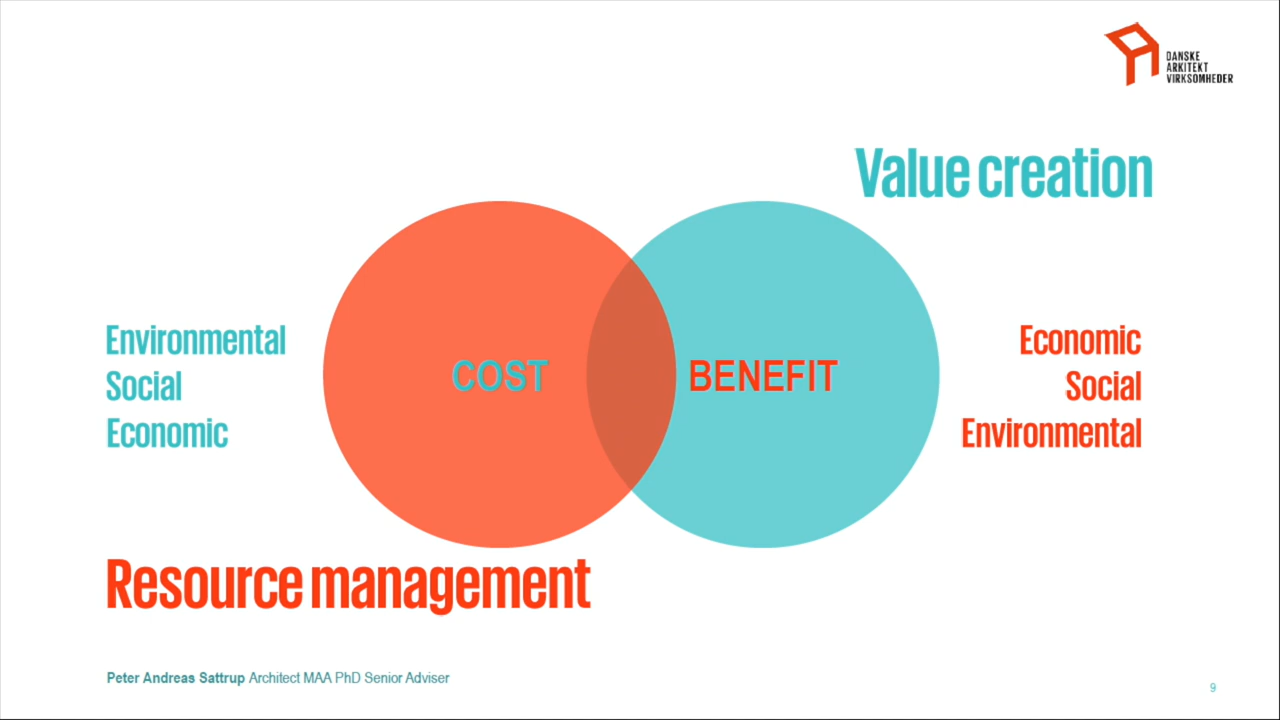 DANSKE
ARKITEKT
VIRKSOMHEDER
Value creation
Environmental
Social
Economic
COST
BENEFIT
Economic
Social
Environmental
Resource management
Peter Andreas Sattrup Architect MAA PhD Senior Adviser
9